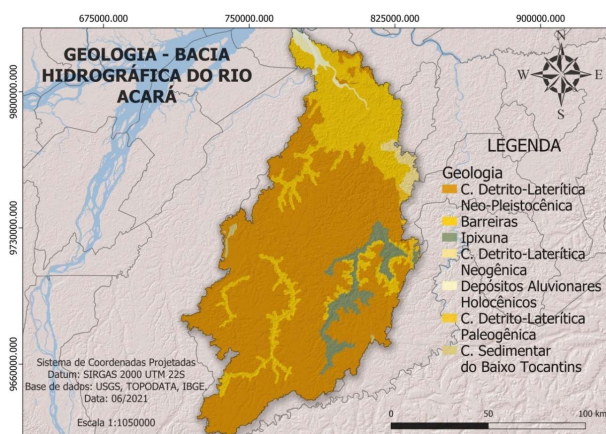 675000.000 750000.000 825000.000 900000.000
GEOLOGIA - BACIA
HIDROGRÁFICA DO RIO
ACARÁ
N
W E
S
9800000.000
9730000.000
9660000.000
LEGENDA
Geologia
C. Detrito-Laterítica
Neo-Pleistocênica
Barreiras
Ipixuna
C. Detrito-Laterítica
Neogênica
Depósitos Aluvionares
Holocênicos
C. Detrito-Laterítica
Paleogênica
C. Sedimentar
do Baixo Tocantins
Sistema de Coordenadas Projetadas
Datum: SIRGAS 2000 UTM 22S
Base de dados: USGS, TOPODATA, IBGE.
Data: 06/2021
Escala 1:1050000
0 50 100 km